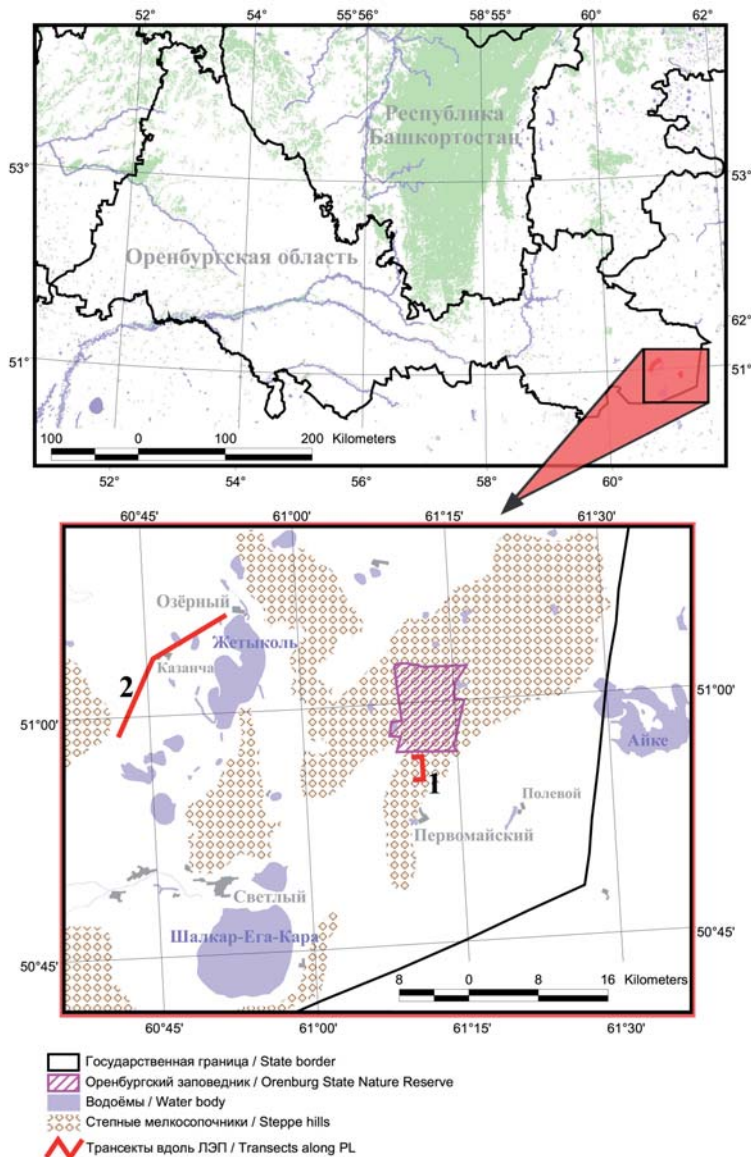 52° 54° 55°56°56' 58°55° 60° 62°
Республика
Башкортостан
53° 53°
Оренбургская область
62°
51° 51°
100 0 100 200 Kilometers
52° 54° 56° 58° 60°
60°45' 61°00' 61°15' 61°30'
Озёрный
Жетыколь
Казанча
2
51°00' 51°00'
Айке
1
Полевой
Первомайский
Светлый
Шалкар-Ега-Кара
50°45' 50°45'
8 0 8 16 Kilometers
60°45' 61°00' 61°15' 61°30'
Государственная граница / State border
Оренбургский заповедник / Orenburg State Nature Reserve
Водоёмы / Water body
Степные мелкосопочники / Steppe hills
Трансекты вдоль ЛЭП / Transects along PL